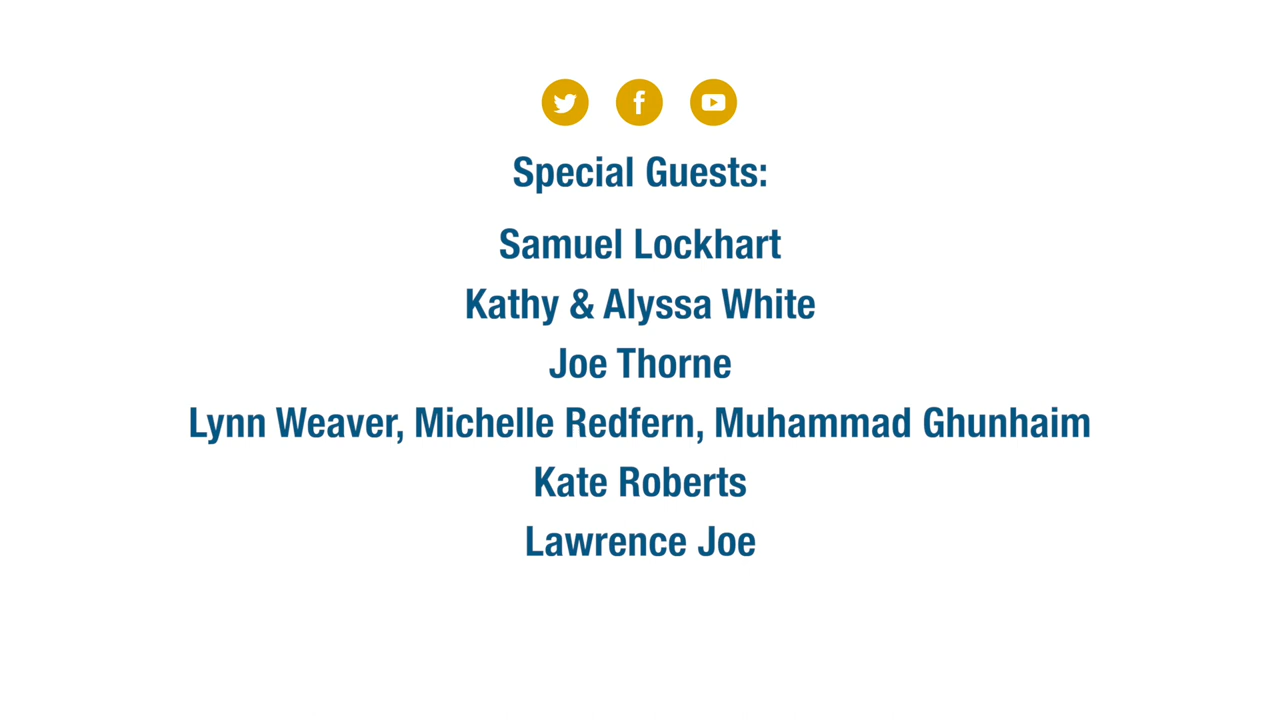 Special Guests:
Samuel Lockhart
Kathy & Alyssa White
Joe Thorne
Lynn Weaver, Michelle Redfern, Muhammad Ghunhaim
Kate Roberts
Lawrence Joe